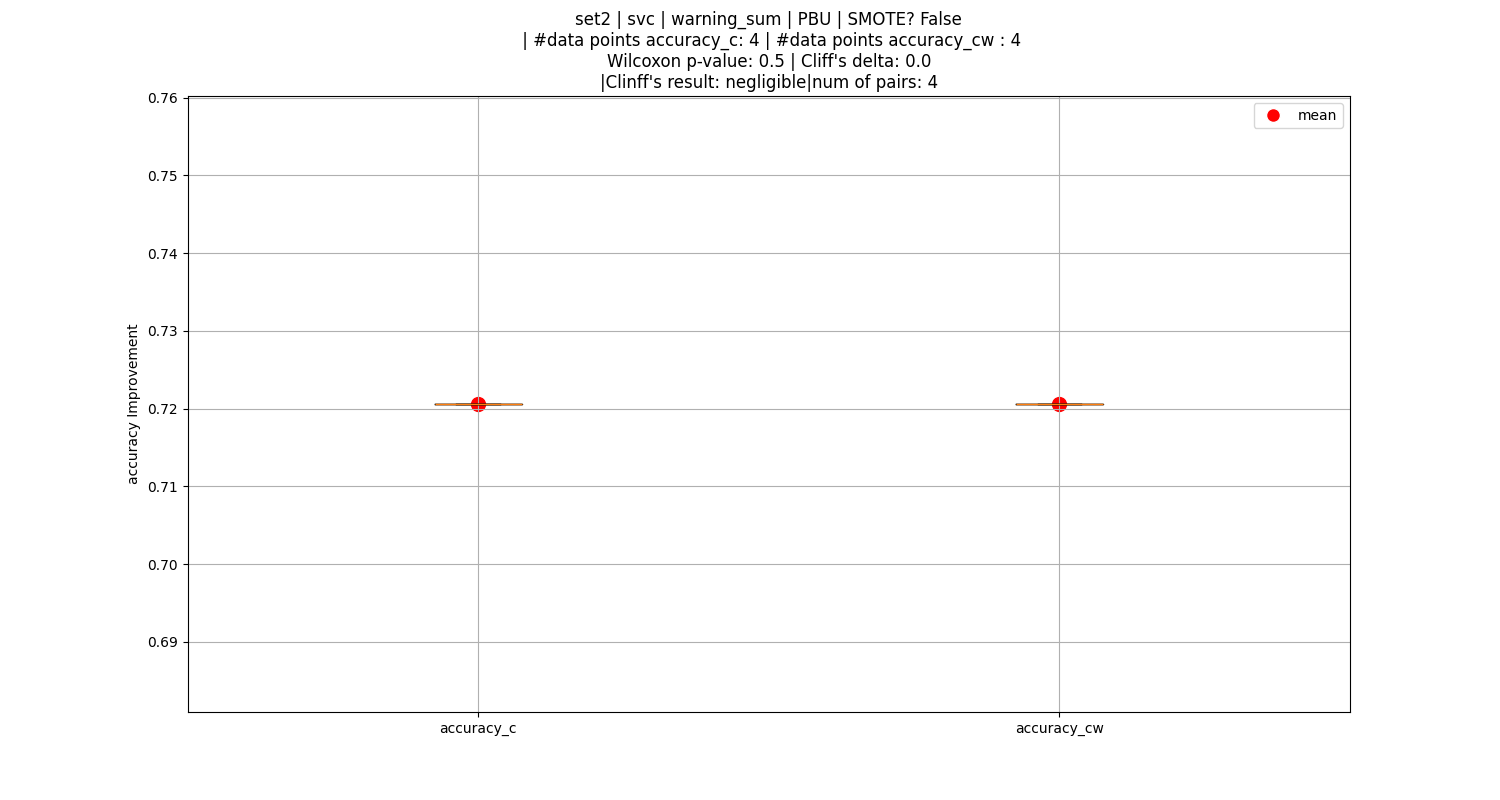 set2 | svc | warning_sum | PBU | SMOTE? False
| #data points accuracy_c: 4 | #data points accuracy_cw : 4
Wilcoxon p-value: 0.5 | Cliff's delta: 0.0
|Clinff's result: negligible|num of pairs: 4
mean
0.76
0.75
0.74
0.73
0.72
0.71
0.70
0.69
accuracy Improvement
accuracy_c
accuracy_cw